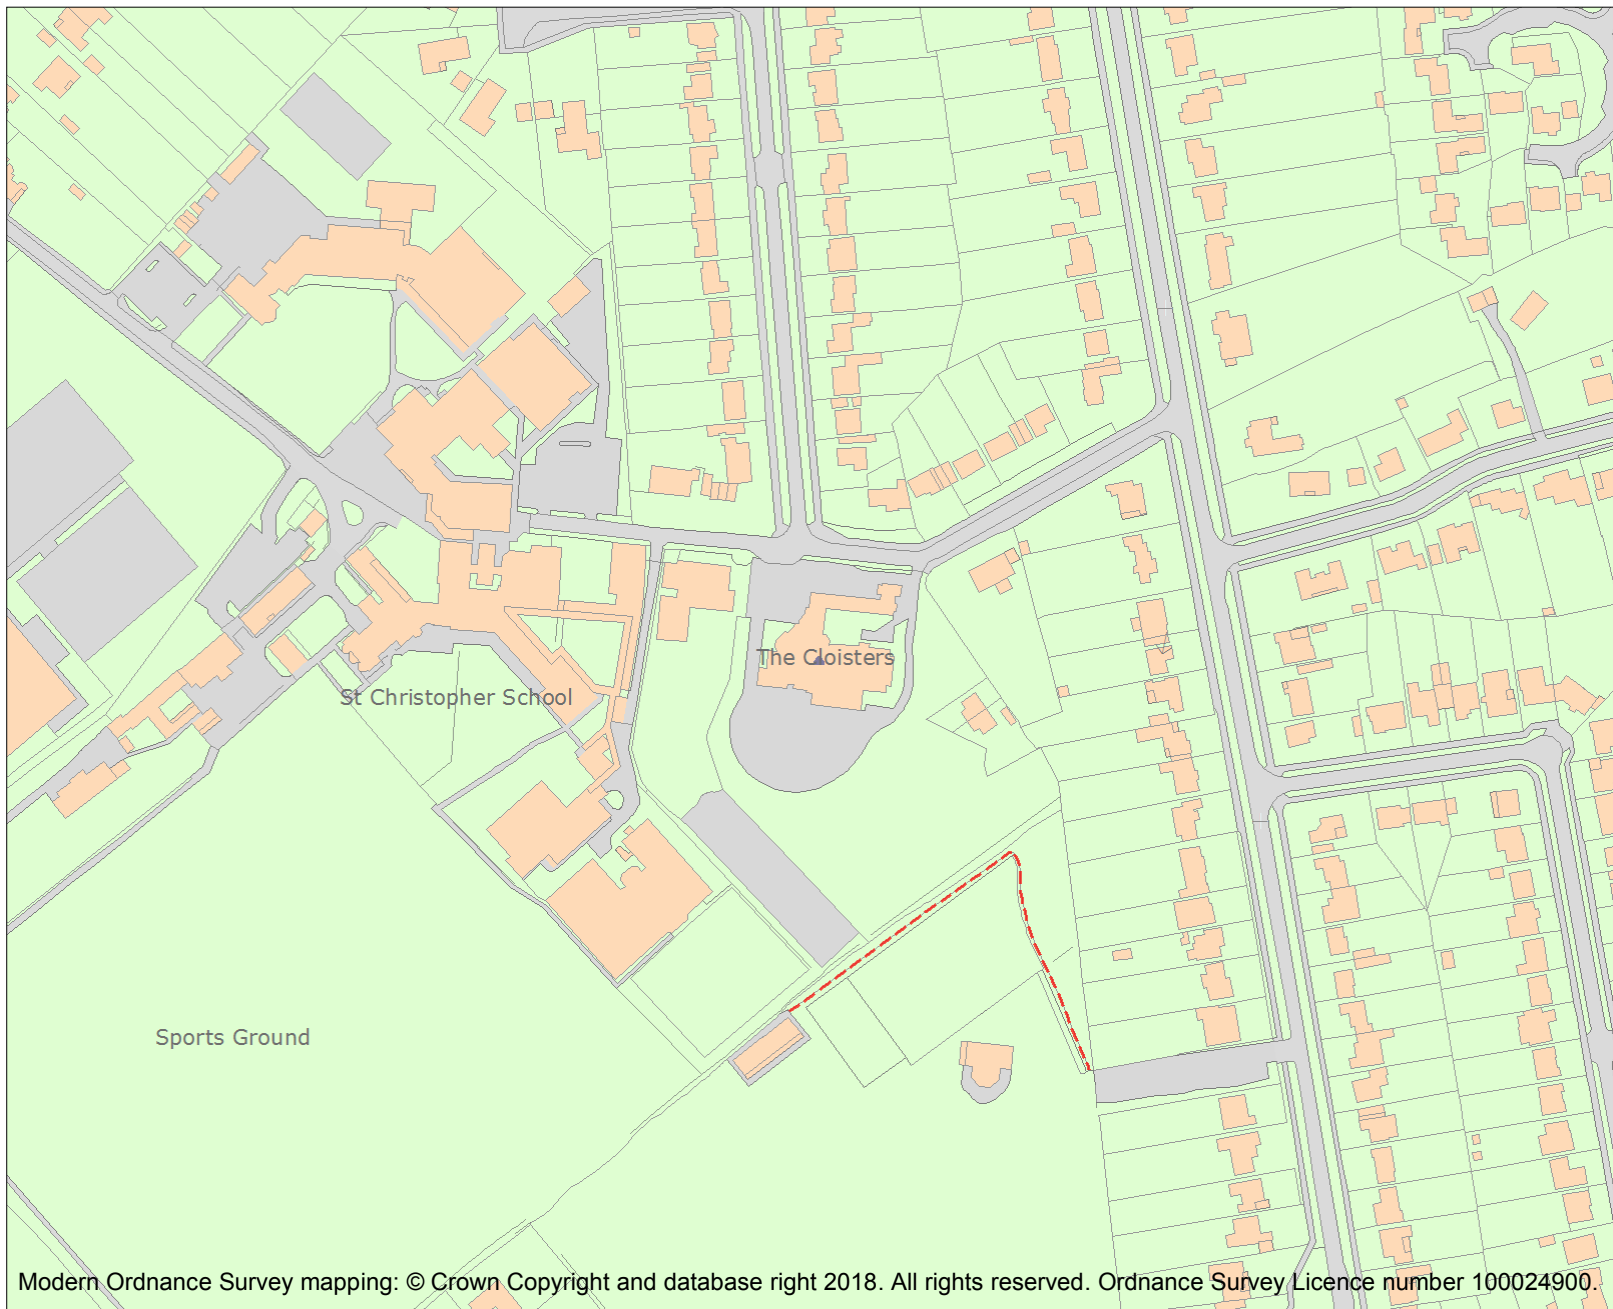 The Cloisters
St Christopher School
Sports Ground
Modern Ordnance Survey mapping: © Crown Copyright and database right 2018. All rights reserved. Ordnance Survey Licence number 100024900.